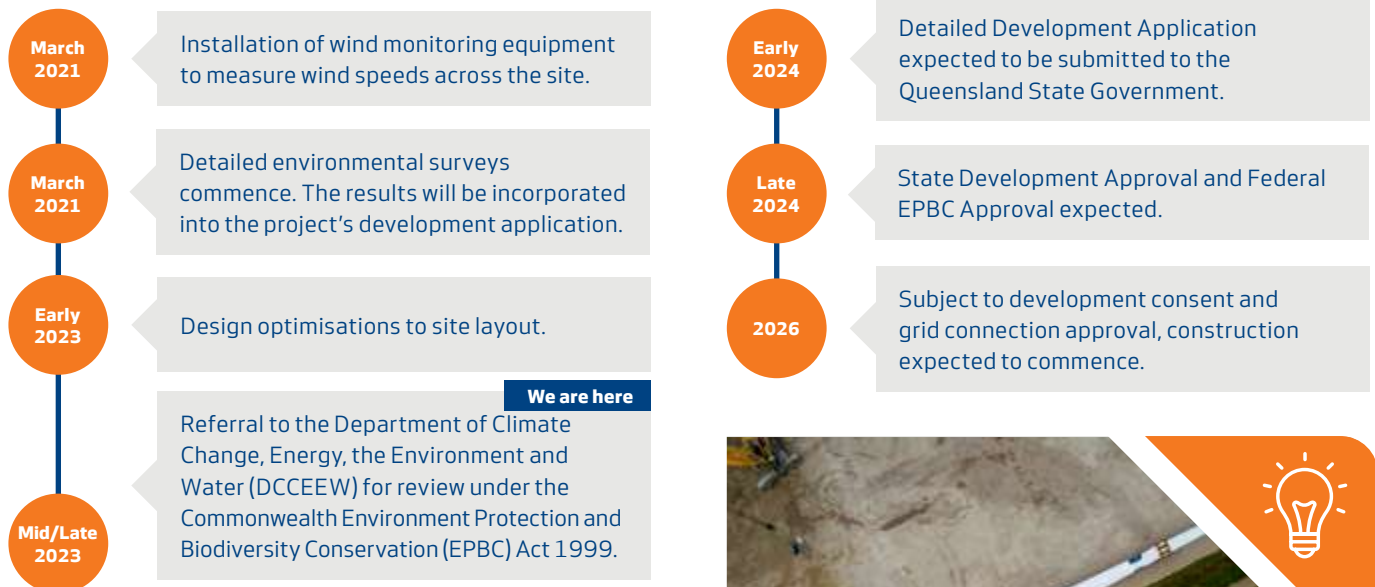 March
2021
Installation of wind monitoring equipment
to measure wind speeds across the site.
March
2021
Detailed environmental surveys
commence. The results will be incorporated
into the project’s development application.
Early
2023
Design optimisations to site layout.
We are here
Mid/Late
2023
Referral to the Department of Climate
Change, Energy, the Environment and
Water (DCCEEW) for review under the
Commonwealth Environment Protection and
Biodiversity Conservation (EPBC) Act 1999.
Early
2024
Detailed Development Application
expected to be submitted to the
Queensland State Government.
Late
2024
State Development Approval and Federal
EPBC Approval expected.
2026
Subject to development consent and
grid connection approval, construction
expected to commence.